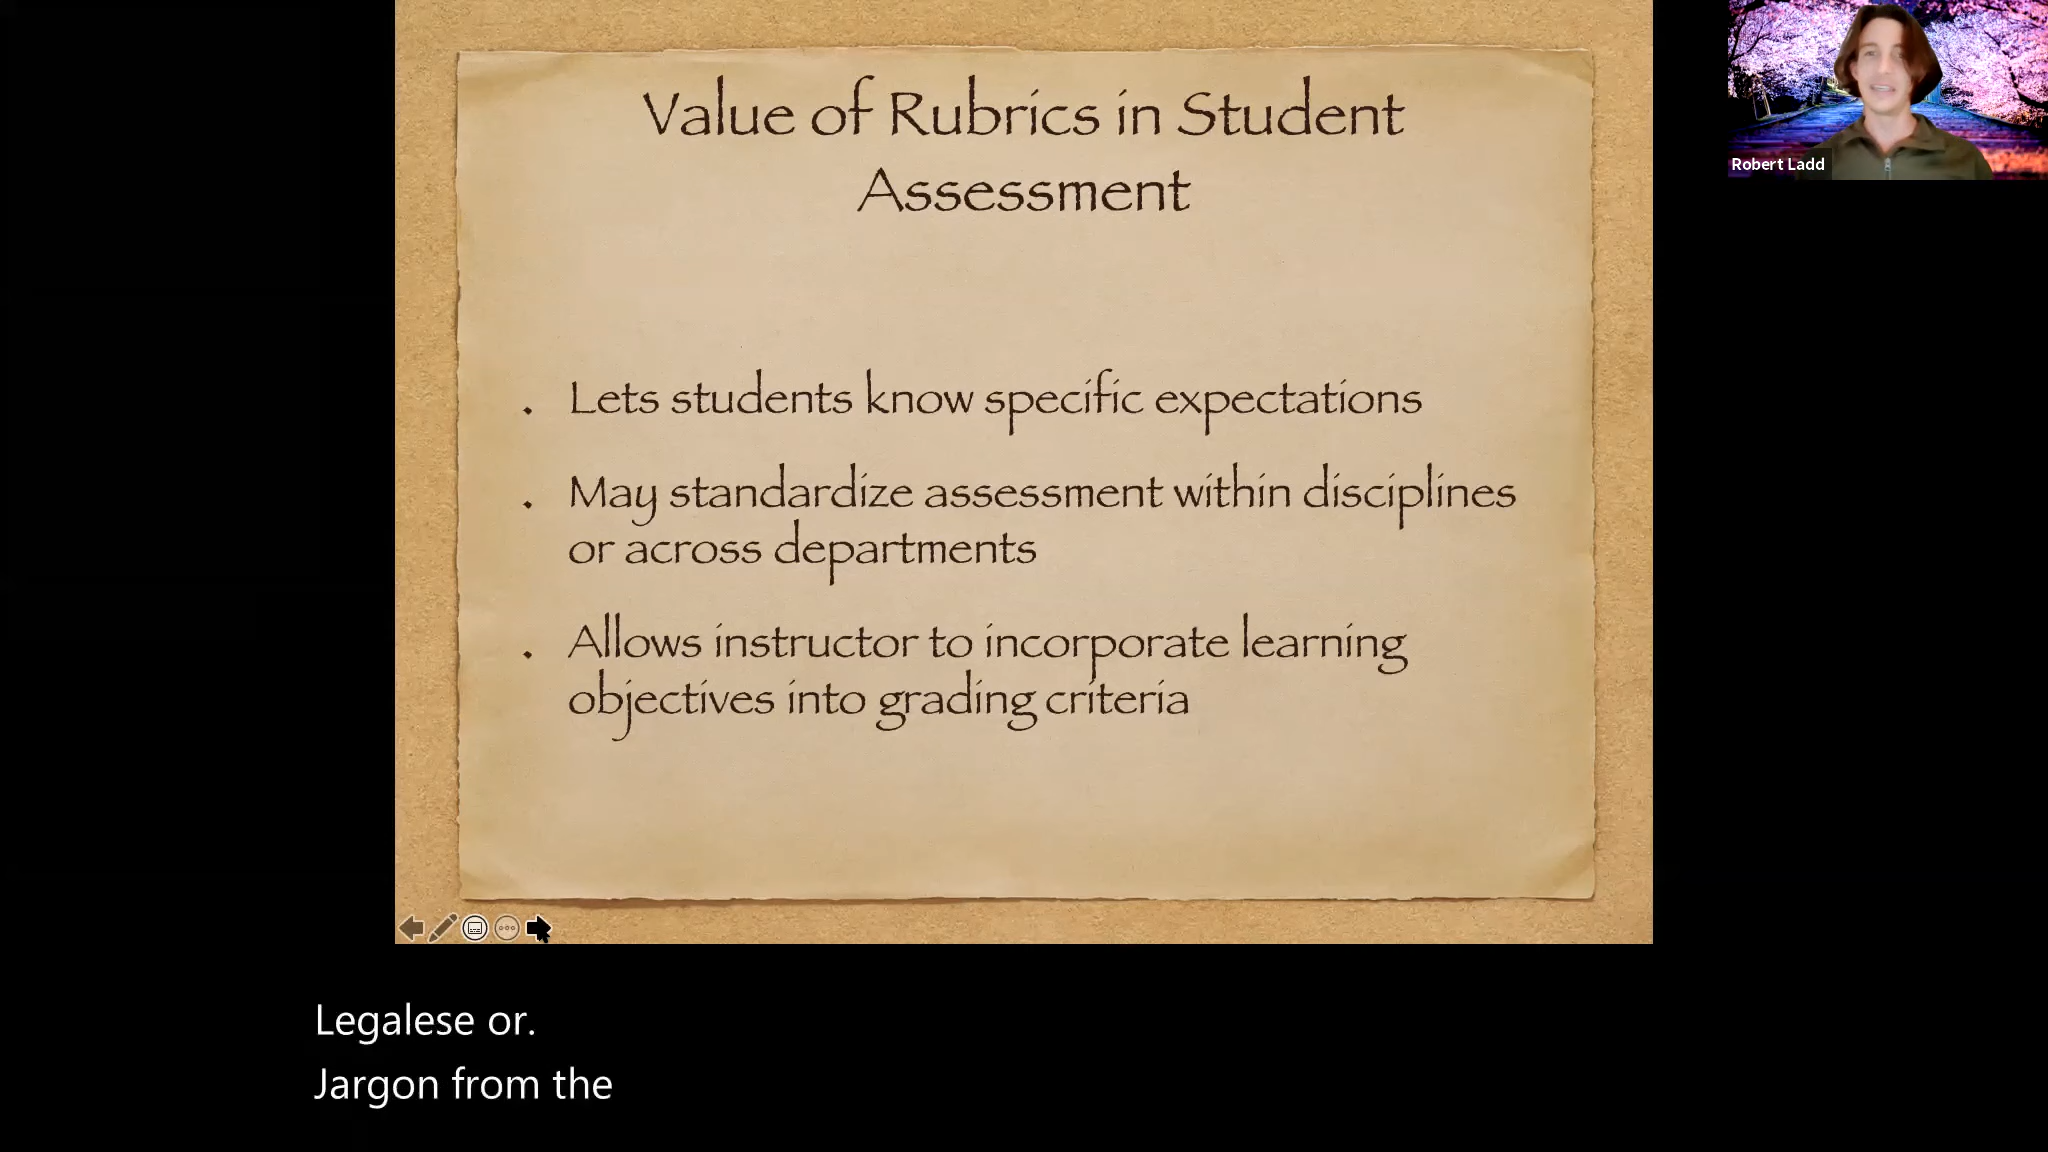 Value of Rubrics in Student
Assessment
. Lets students know specific expectations
. May standardize assessment within disciplines
or across departments
. Allows instructor to incorporate learning
objectives into grading criteria
Robert Ladd
Legalese or.
Jargon from the